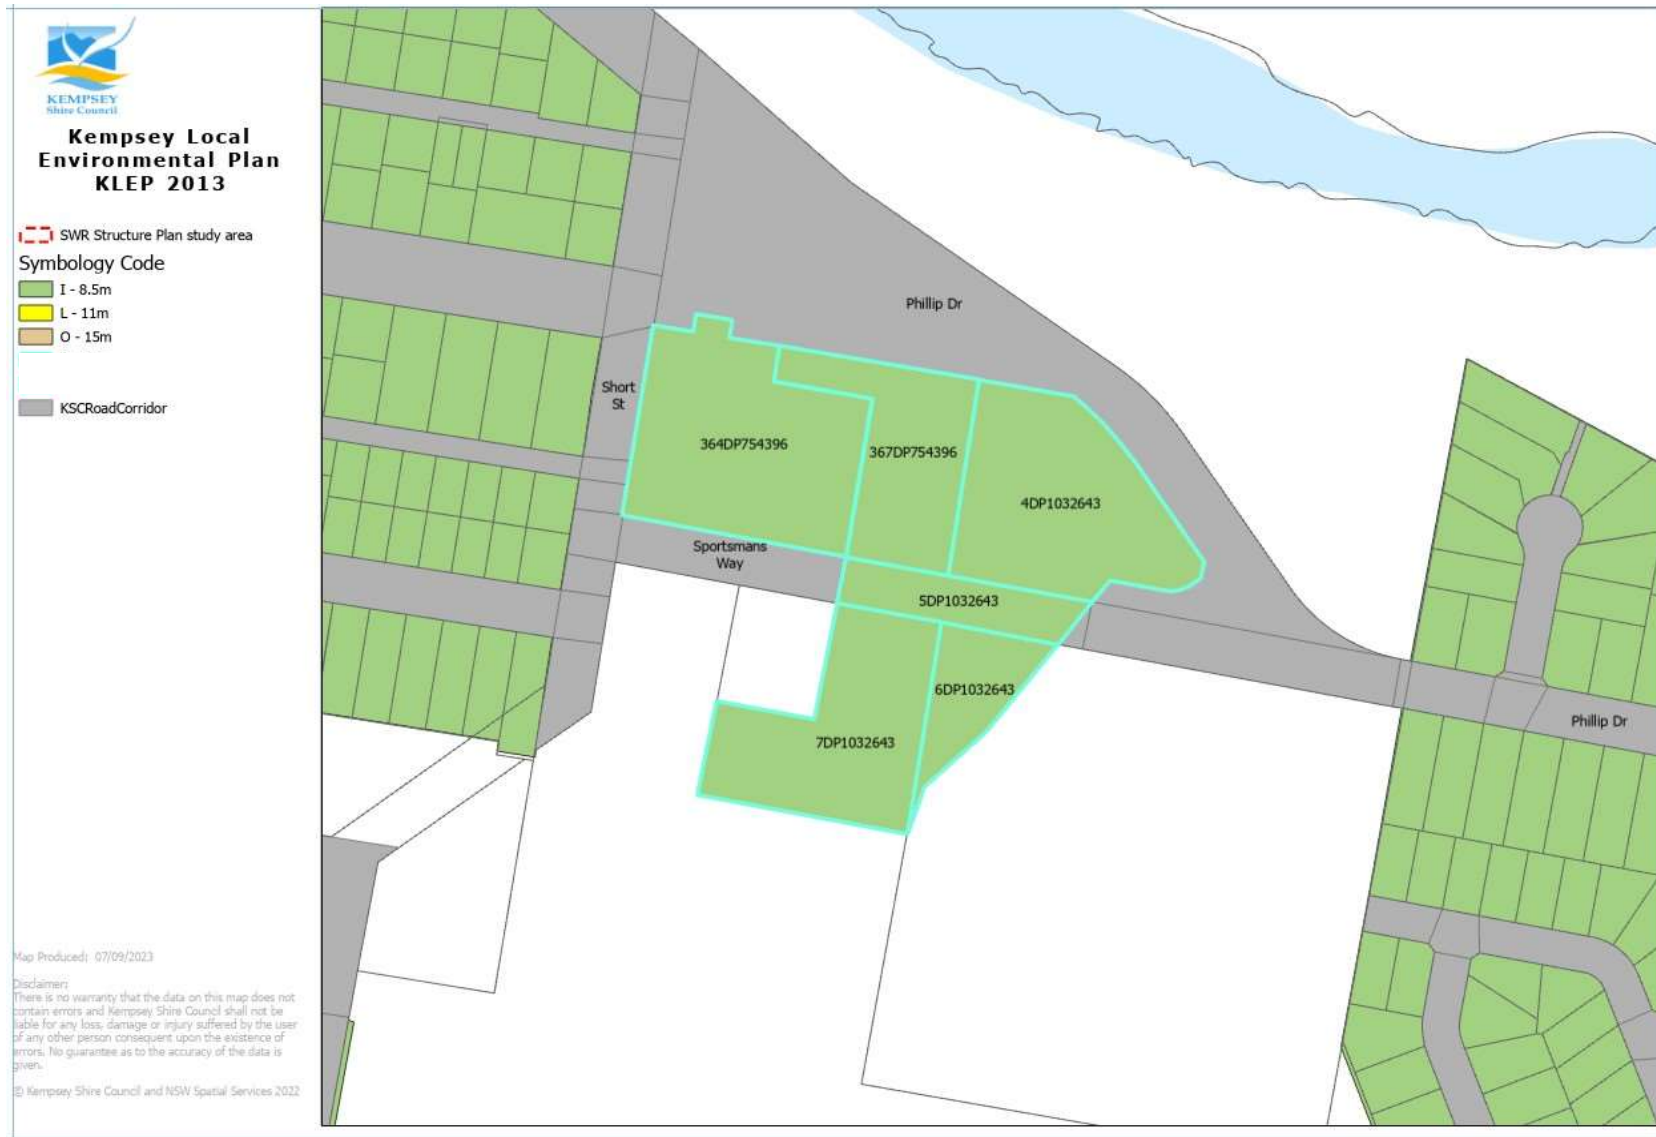 KEMPSEY
Shire Council
Kempsey Local
Environmental Plan
KLEP 2013
SWR Structure Plan study area
Symbology Code
I - 8.5m
L - 11m
O - 15m
KSCRoadCorridor
Map Produced: 07/09/2023
Disclaimer:
There is no warranty that the data on this map does not
contain errors and Kempsey Shire Council shall not be
liable for any loss, damage or injury suffered by the user
of any other person consequent upon the existence of
errors. No guarantee as to the accuracy of the data is
given.
© Kempsey Shire Council and NSW Spatial Services 2022
Phillip Dr
Short
St
364DP754396
367DP754396
4DP1032643
Sportsmans
Way
5DP1032643
6DP1032643
7DP1032643
Phillip Dr